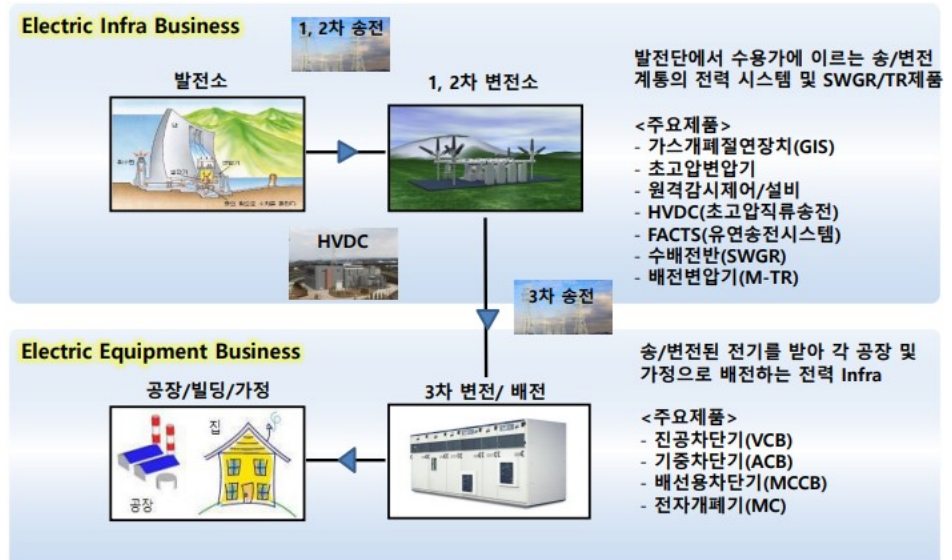 Electric Infra Business
1, 2차 송전
발전소
1, 2차 변전소
발전단에서 수용가에 이르는 송/변전
계통의 전력 시스템 및 SWGR/TR제품
<주요제품>
- 가스개폐절연장치(GIS)
- 초고압변압기
- 원격감시제어/설비
- HVDC(초고압직류송전)
- FACTS(유연송전시스템)
- 수배전반(SWGR)
- 배전변압기(M-TR)
HVDC
3차 송전
Electric Equipment Business
공장/빌딩/가정
3차 변전/ 배전
송/변전된 전기를 받아 각 공장 및
가정으로 배전하는 전력 Infra
<주요제품>
- 진공차단기(VCB)
- 기중차단기(ACB)
- 배선용차단기(MCCB)
- 전자개폐기(MC)
집
공장